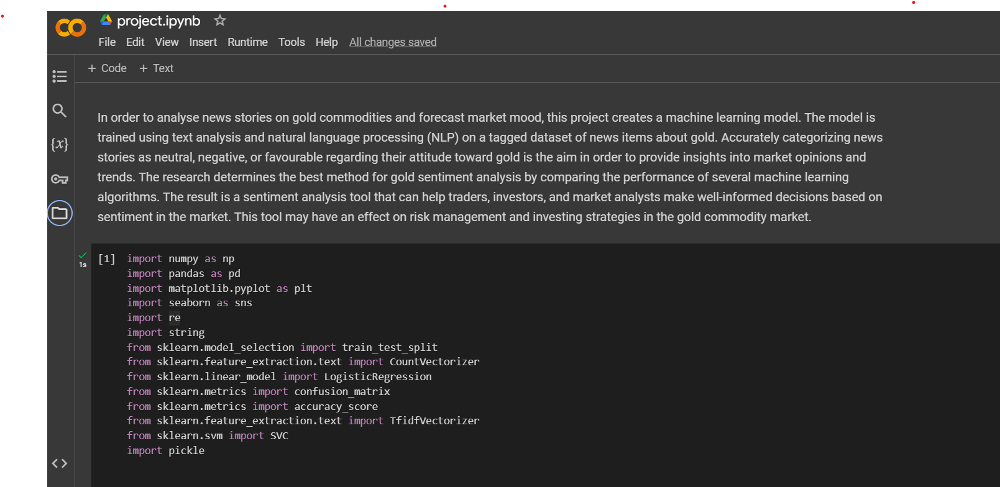 project.ipynb
File Edit View Insert Runtime Tools Help All changes saved
+ Code + Text
{x}
In order to analyse news stories on gold commodities and forecast market mood, this project creates a machine learning model. The model is
trained using text analysis and natural language processing (NLP) on a tagged dataset of news items about gold. Accurately categorizing news
stories as neutral, negative, or favourable regarding their attitude toward gold is the aim in order to provide insights into market opinions and
trends. The research determines the best method for gold sentiment analysis by comparing the performance of several machine learning
algorithms. The result is a sentiment analysis tool that can help traders, investors, and market analysts make well-informed decisions based on
sentiment in the market. This tool may have an effect on risk management and investing strategies in the gold commodity market.
[1] import numpy as np
1s
import pandas as pd
import matplotlib.pyplot as plt
import seaborn as sns
import re
import string
from sklearn.model_selection import train_test_split
from sklearn.feature_extraction.text import CountVectorizer
from sklearn.linear_model import LogisticRegression
from sklearn.metrics import confusion_matrix
from sklearn.metrics import accuracy_score
from sklearn.feature_extraction.text import TfidfVectorizer
from sklearn.svm import SVC
import pickle